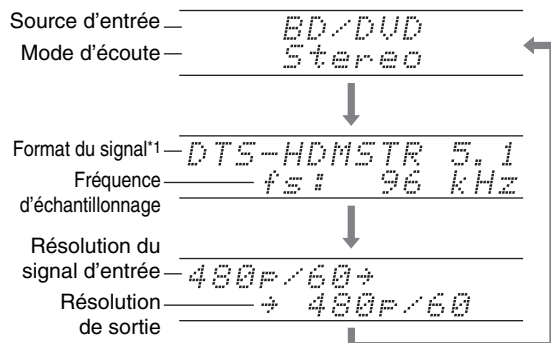 Source d'entrée
BD/DVD
Mode d'écoute
Stereo
Format du signal*1
DTS-HDMSTR 5.1
Fréquence
d'échantillonnage
fs: 96 kHz
Résolution du
signal d'entrée
480p/60→
Résolution
de sortie
→ 480p/60